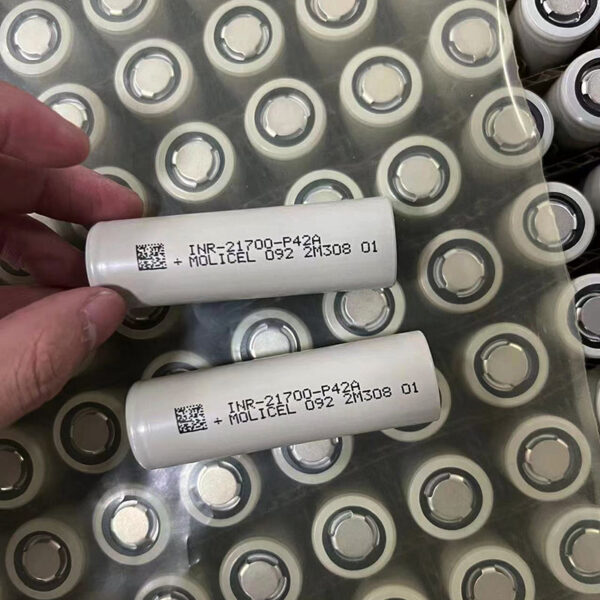 INR-21700-P42A
+ MOLICEL 092 2M308 01
INR-21700-P42A
+ MOLICEL 092 2M308 01